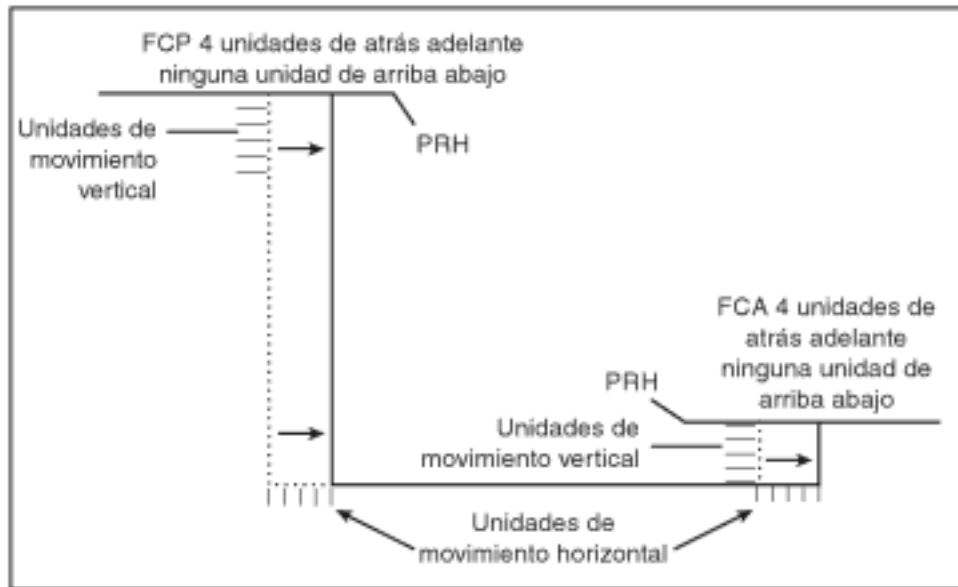 FCP 4 unidades de atrás adelante
ninguna unidad de arriba abajo
Unidades de
movimiento
vertical
PRH
FCA 4 unidades de
atrás adelante
ninguna unidad de
arriba abajo
PRH
Unidades de
movimiento vertical
Unidades de
movimiento horizontal